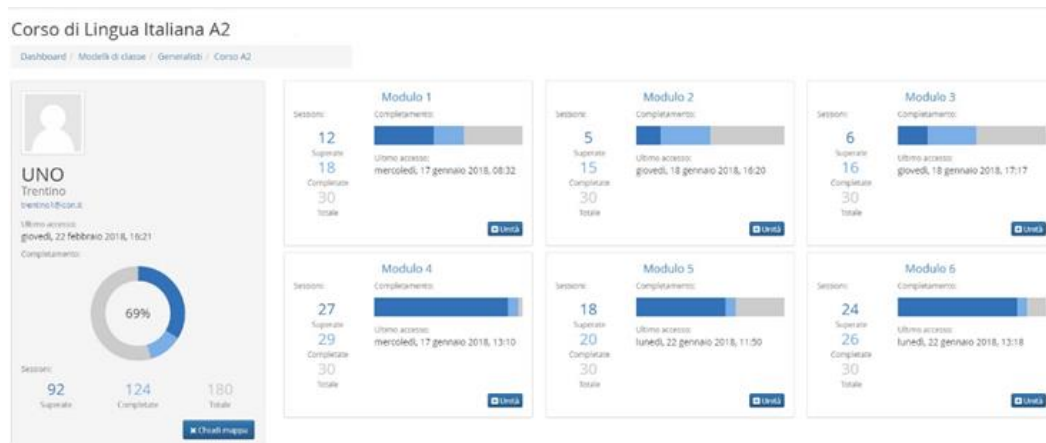 Corso di Lingua Italiana A2
Dashboard / Modelli di classe / Generalisti / Corso A2
UNO
Trentino
trentino1@icon.it
Ultimo accesso:
giovedì, 22 febbraio 2018, 16:21
Completamento:
69%
Sessioni:
92 124 180
Superate Completate Totale
Chiudi mappa
Modulo 1
Sessioni: Completamento:
12
Superate
18
Completate
30
Totale
Ultimo accesso:
mercoledì, 17 gennaio 2018, 08:32
Unità
Modulo 2
Sessioni: Completamento:
5
Superate
15
Completate
30
Totale
Ultimo accesso:
giovedì, 18 gennaio 2018, 16:20
Unità
Modulo 3
Sessioni: Completamento:
6
Superate
16
Completate
30
Totale
Ultimo accesso:
giovedì, 18 gennaio 2018, 17:17
Unità
Modulo 4
Sessioni: Completamento:
27
Superate
29
Completate
30
Totale
Ultimo accesso:
mercoledì, 17 gennaio 2018, 13:10
Unità
Modulo 5
Sessioni: Completamento:
18
Superate
20
Completate
30
Totale
Ultimo accesso:
lunedì, 22 gennaio 2018, 11:50
Unità
Modulo 6
Sessioni: Completamento:
24
Superate
26
Completate
30
Totale
Ultimo accesso:
lunedì, 22 gennaio 2018, 13:18
Unità